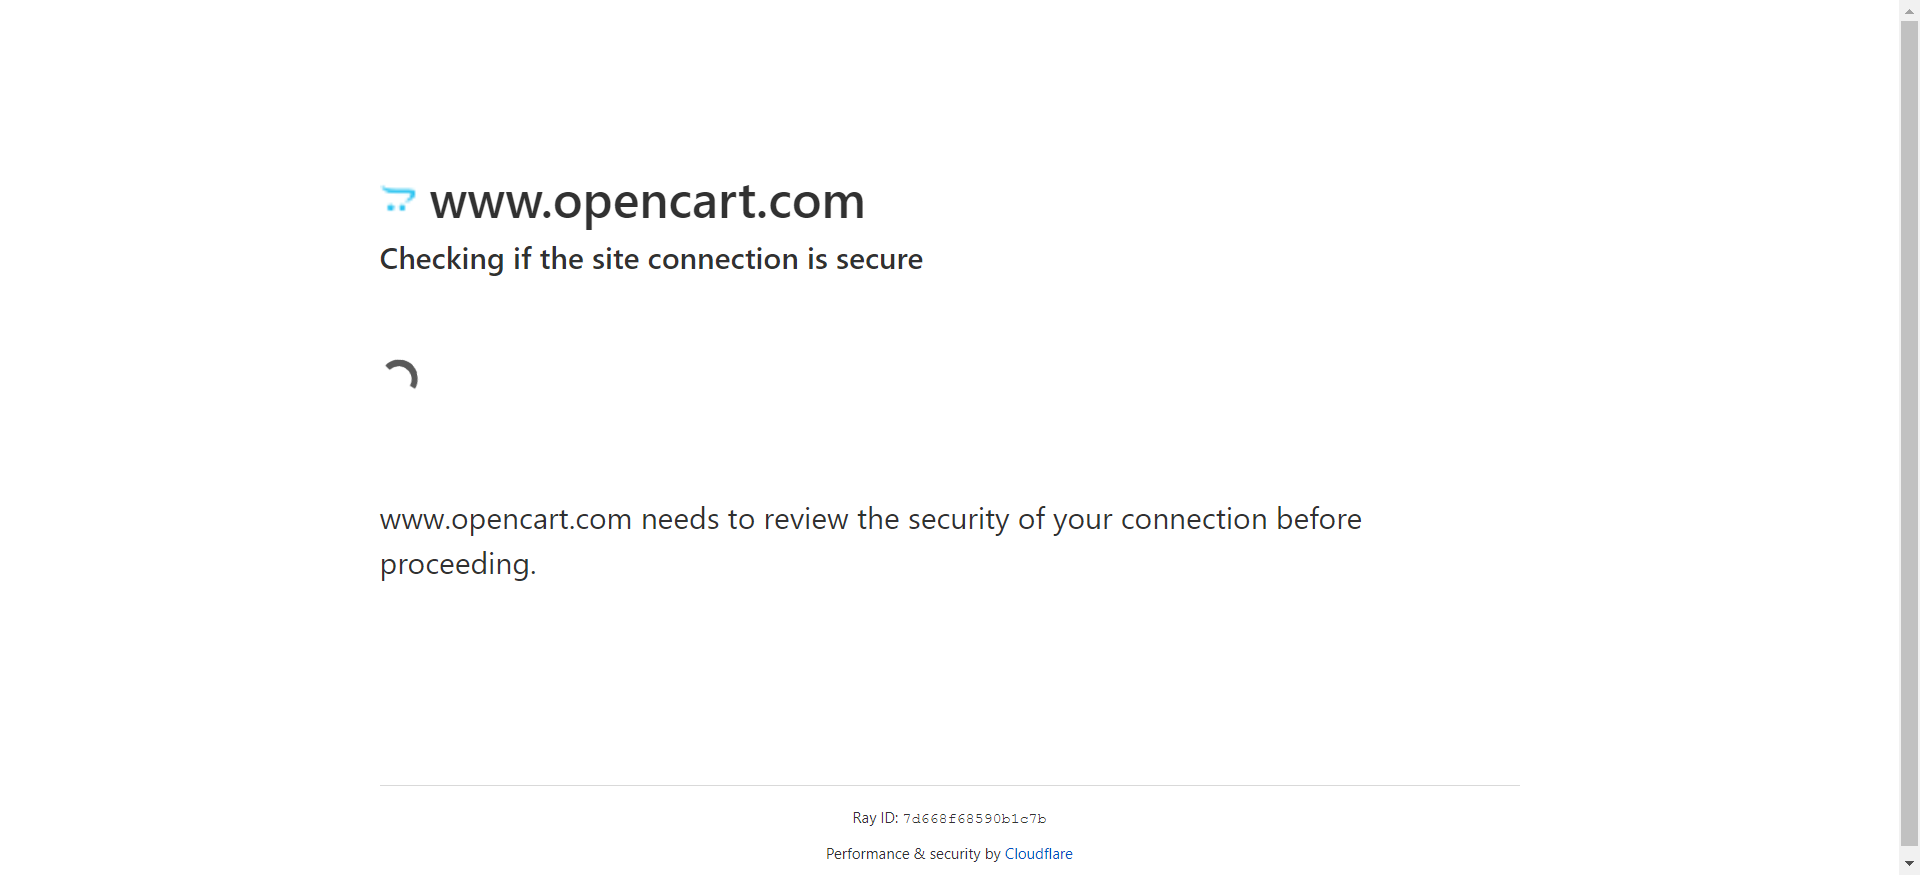 www.opencart.com
Checking if the site connection is secure
www.opencart.com needs to review the security of your connection before
proceeding.
Ray ID: 7d668f68590b1c7b
Performance & security by Cloudflare